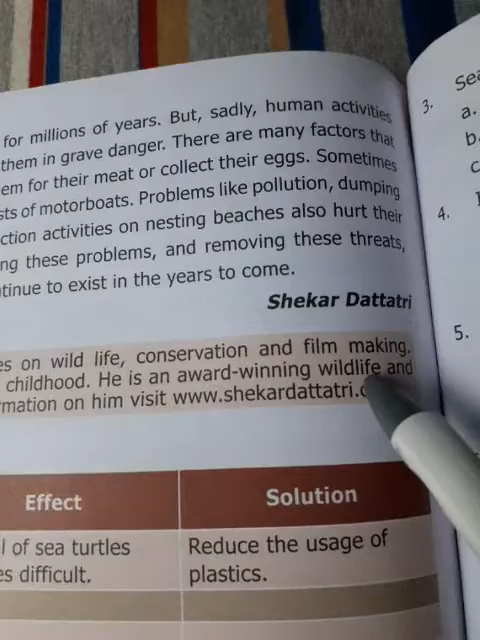 for millions of years. But, sadly, human activities
them in grave danger. There are many factors that
em for their meat or collect their eggs. Sometimes
sts of motorboats. Problems like pollution, dumping
ction activities on nesting beaches also hurt their
ng these problems, and removing these threats,
tinue to exist in the years to come.
Shekar Dattatri
es on wild life, conservation and film making.
childhood. He is an award-winning wildlife and
rmation on him visit www.shekardattatri.c
Effect
Solution
l of sea turtles
es difficult.
Reduce the usage of
plastics.
3. Sea
a.
b.
c
4.
5.